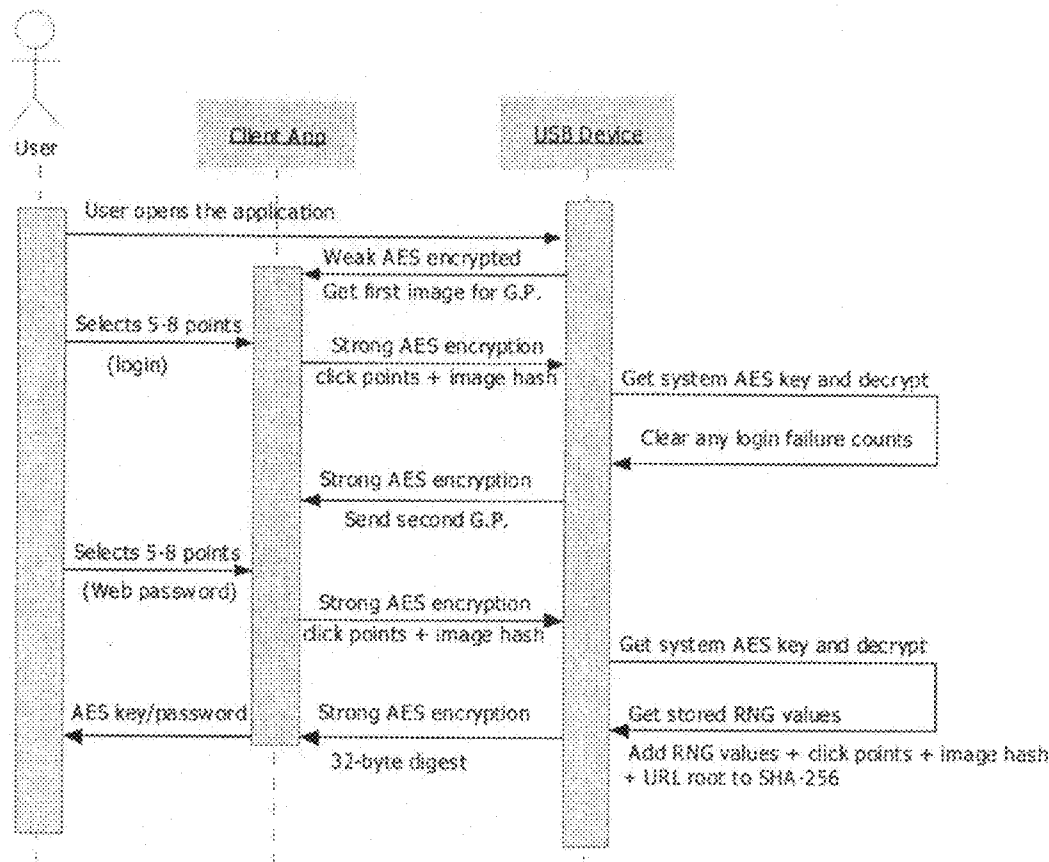 Client App
USB Device
User
User opens the application
Weak AES encrypted
Get first image for G.P.
Selects 5-8 points
(login)
Strong AES encryption
click points + image hash
Get system AES key and decrypt
Clear any login failure counts
Strong AES encryption
Send second G.P.
Selects 5-8 points
(Web password)
Strong AES encryption
click points + image hash
Get system AES key and decrypt
AES key/password
Strong AES encryption
Get stored RNG values
32-byte digest
Add RNG values + click points + image hash
+ URL root to SHA-256